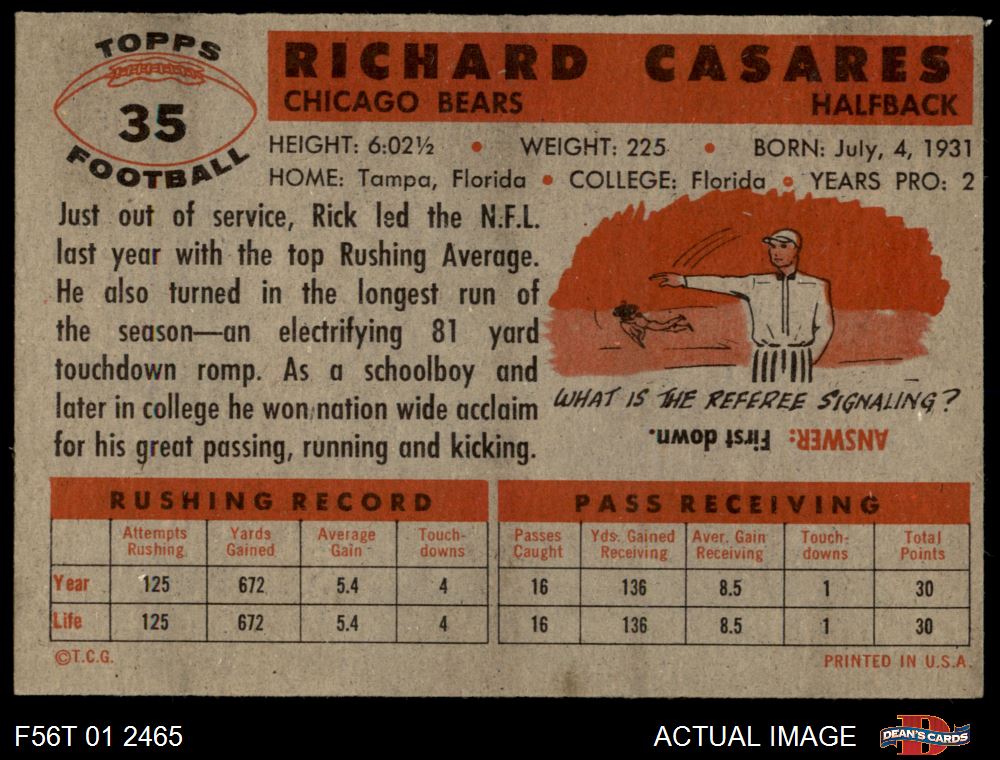 TOPPS
35
FOOTBALL
RICHARD CASARES
CHICAGO BEARS HALFBACK
HEIGHT: 6:02½ • WEIGHT: 225 • BORN: July, 4, 1931
HOME: Tampa, Florida • COLLEGE: Florida • YEARS PRO: 2
Just out of service, Rick led the N.F.L.
last year with the top Rushing Average.
He also turned in the longest run of
the season—an electrifying 81 yard
touchdown romp. As a schoolboy and
later in college he won nation wide acclaim
for his great passing, running and kicking.
WHAT IS THE REFEREE SIGNALING?
ANSWER: First down.
RUSHING RECORD
Attempts Rushing Yards Gained Average Gain Touch-downs
Year 125 672 5.4 4
Life 125 672 5.4 4
PASS RECEIVING
Passes Caught Yds. Gained Receiving Aver. Gain Receiving Touch-downs Total Points
16 136 8.5 1 30
16 136 8.5 1 30
©T.C.G.
PRINTED IN U.S.A.
F56T 01 2465
ACTUAL IMAGE
DEAN'S CARDS